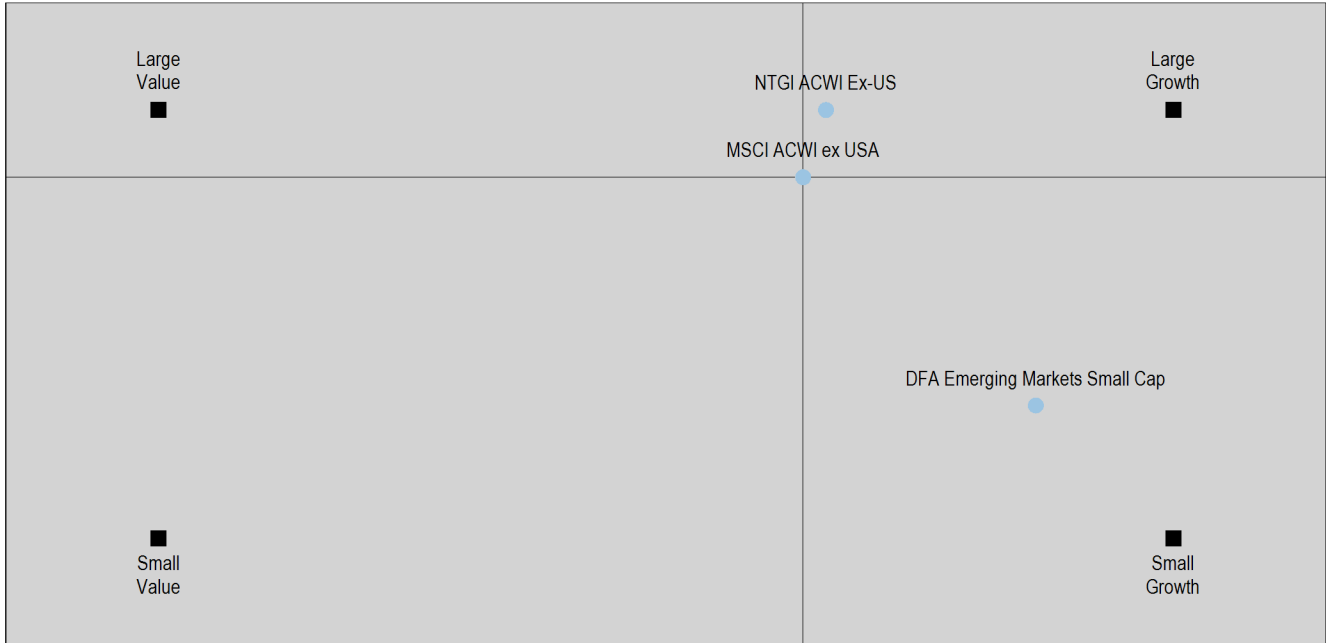 Large
Value
NTGI ACWI Ex-US
Large
Growth
MSCI ACWI ex USA
DFA Emerging Markets Small Cap
Small
Value
Small
Growth